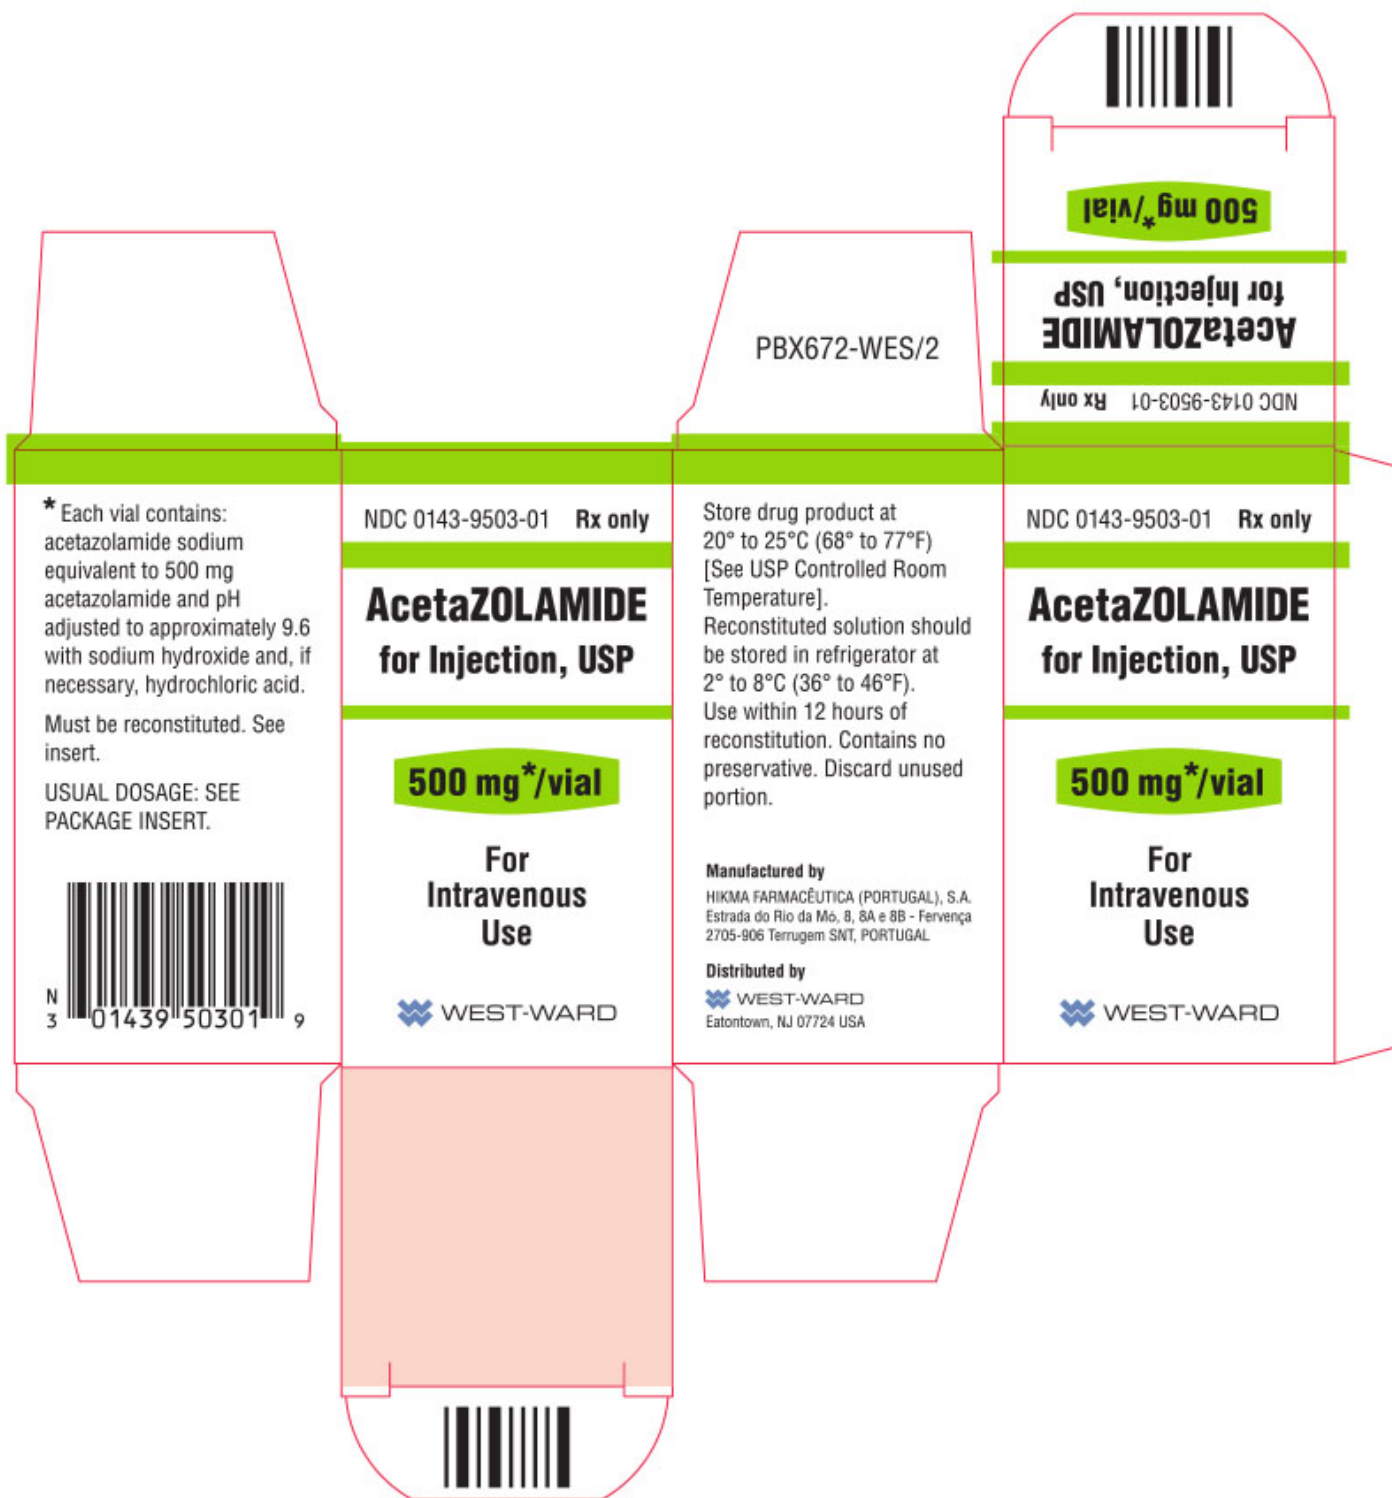 500 mg*/vial
AcetaZOLAMIDE
for Injection, USP
NDC 0143-9503-01 Rx only
PBX672-WES/2
* Each vial contains:
acetazolamide sodium
equivalent to 500 mg
acetazolamide and pH
adjusted to approximately 9.6
with sodium hydroxide and, if
necessary, hydrochloric acid.
Must be reconstituted. See
insert.
USUAL DOSAGE: SEE
PACKAGE INSERT.
N
3 01439 50301 9
NDC 0143-9503-01 Rx only
AcetaZOLAMIDE
for Injection, USP
500 mg*/vial
For
Intravenous
Use
WEST-WARD
Store drug product at
20° to 25°C (68° to 77°F)
[See USP Controlled Room
Temperature].
Reconstituted solution should
be stored in refrigerator at
2° to 8°C (36° to 46°F).
Use within 12 hours of
reconstitution. Contains no
preservative. Discard unused
portion.
Manufactured by
HIKMA FARMACÊUTICA (PORTUGAL), S.A.
Estrada do Rio da Mó, 8, 8A e 8B - Fervença
2705-906 Terrugem SNT, PORTUGAL
Distributed by
WEST-WARD
Eatontown, NJ 07724 USA
NDC 0143-9503-01 Rx only
AcetaZOLAMIDE
for Injection, USP
500 mg*/vial
For
Intravenous
Use
WEST-WARD